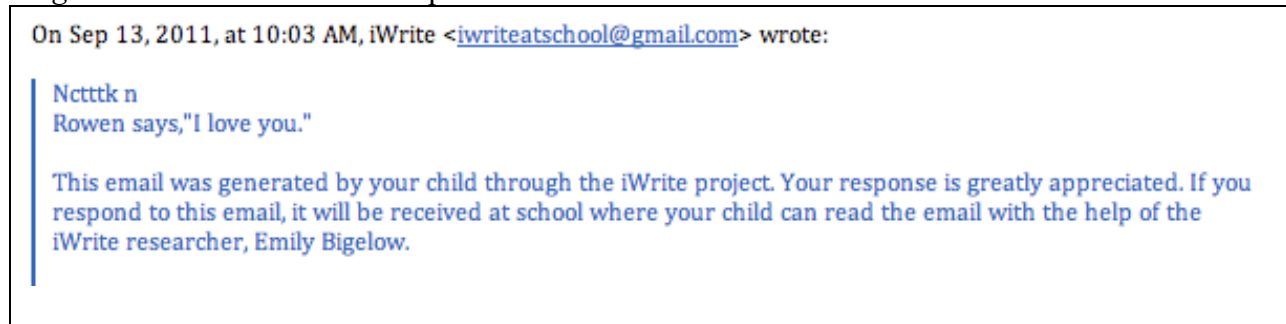 On Sep 13, 2011, at 10:03 AM, iWrite <iwriteatschool@gmail.com> wrote:
Nctttk n
Rowen says,"I love you."
This email was generated by your child through the iWrite project. Your response is greatly appreciated. If you
respond to this email, it will be received at school where your child can read the email with the help of the
iWrite researcher, Emily Bigelow.